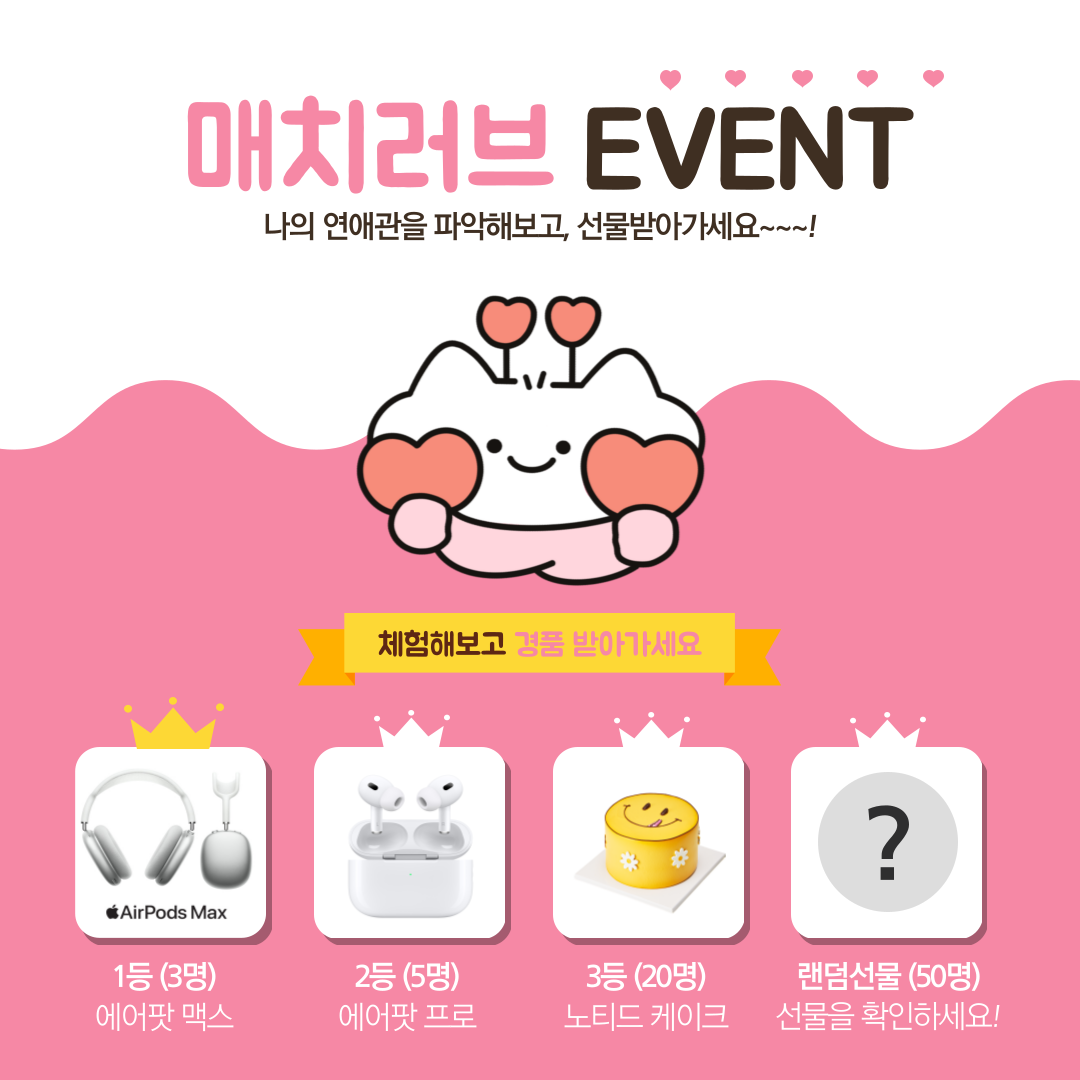 매치러브 EVENT
나의 연애관을 파악해보고, 선물받아가세요~~~!
체험해보고 경품 받아가세요
AirPods Max
?
1등 (3명)
에어팟 맥스
2등 (5명)
에어팟 프로
3등 (20명)
노티드 케이크
랜덤선물 (50명)
선물을 확인하세요!